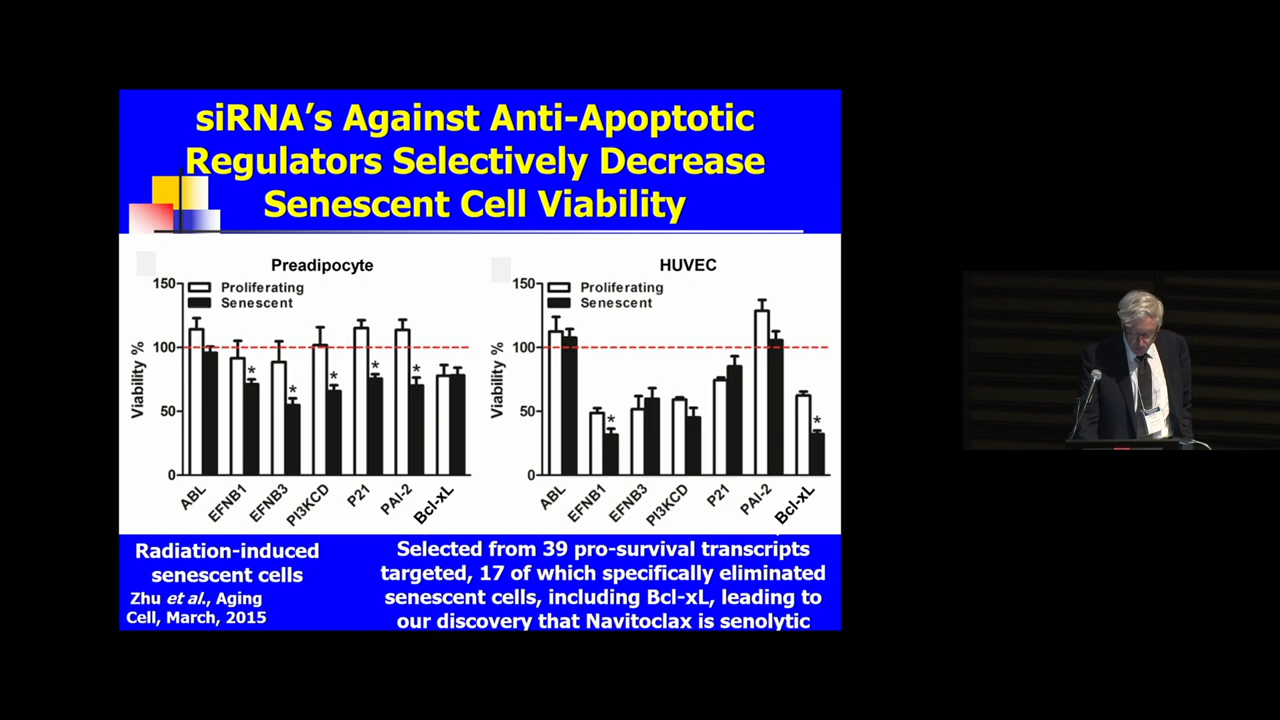 siRNA's Against Anti-Apoptotic
Regulators Selectively Decrease
Senescent Cell Viability
Preadipocyte
Proliferating
Senescent
Viability %
150
100
50
0
*
*
*
*
*
ABL
EFNB1
EFNB3
PI3KCD
P21
PAI-2
Bcl-xL
HUVEC
Proliferating
Senescent
Viability %
150
100
50
0
*
*
ABL
EFNB1
EFNB3
PI3KCD
P21
PAI-2
Bcl-xL
Radiation-induced
senescent cells
Zhu et al., Aging
Cell, March, 2015
Selected from 39 pro-survival transcripts
targeted, 17 of which specifically eliminated
senescent cells, including Bcl-xL, leading to
our discovery that Navitoclax is senolytic